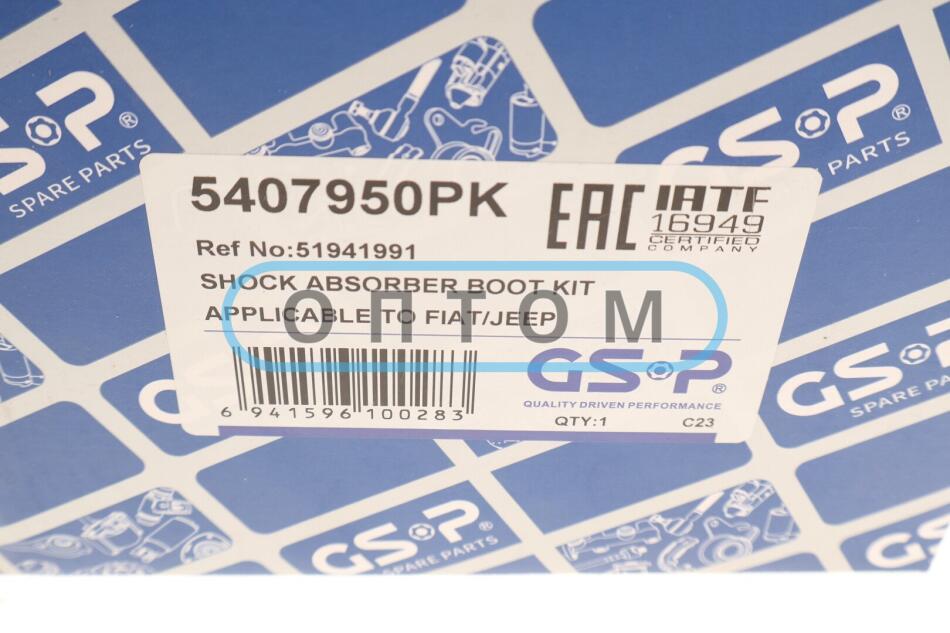 GSP®
SPARE PARTS
GSP®
SPARE PARTS
5407950PK
EAC
IATF
16949
CERTIFIED
COMPANY
Ref No:51941991
SHOCK ABSORBER BOOT KIT
APPLICABLE TO FIAT/JEEP
ОПТОМ
GSP®
QUALITY DRIVEN PERFORMANCE
6 941596 100283
QTY:1
C23
GSP
SPARE PARTS
GSP®
SPARE PARTS